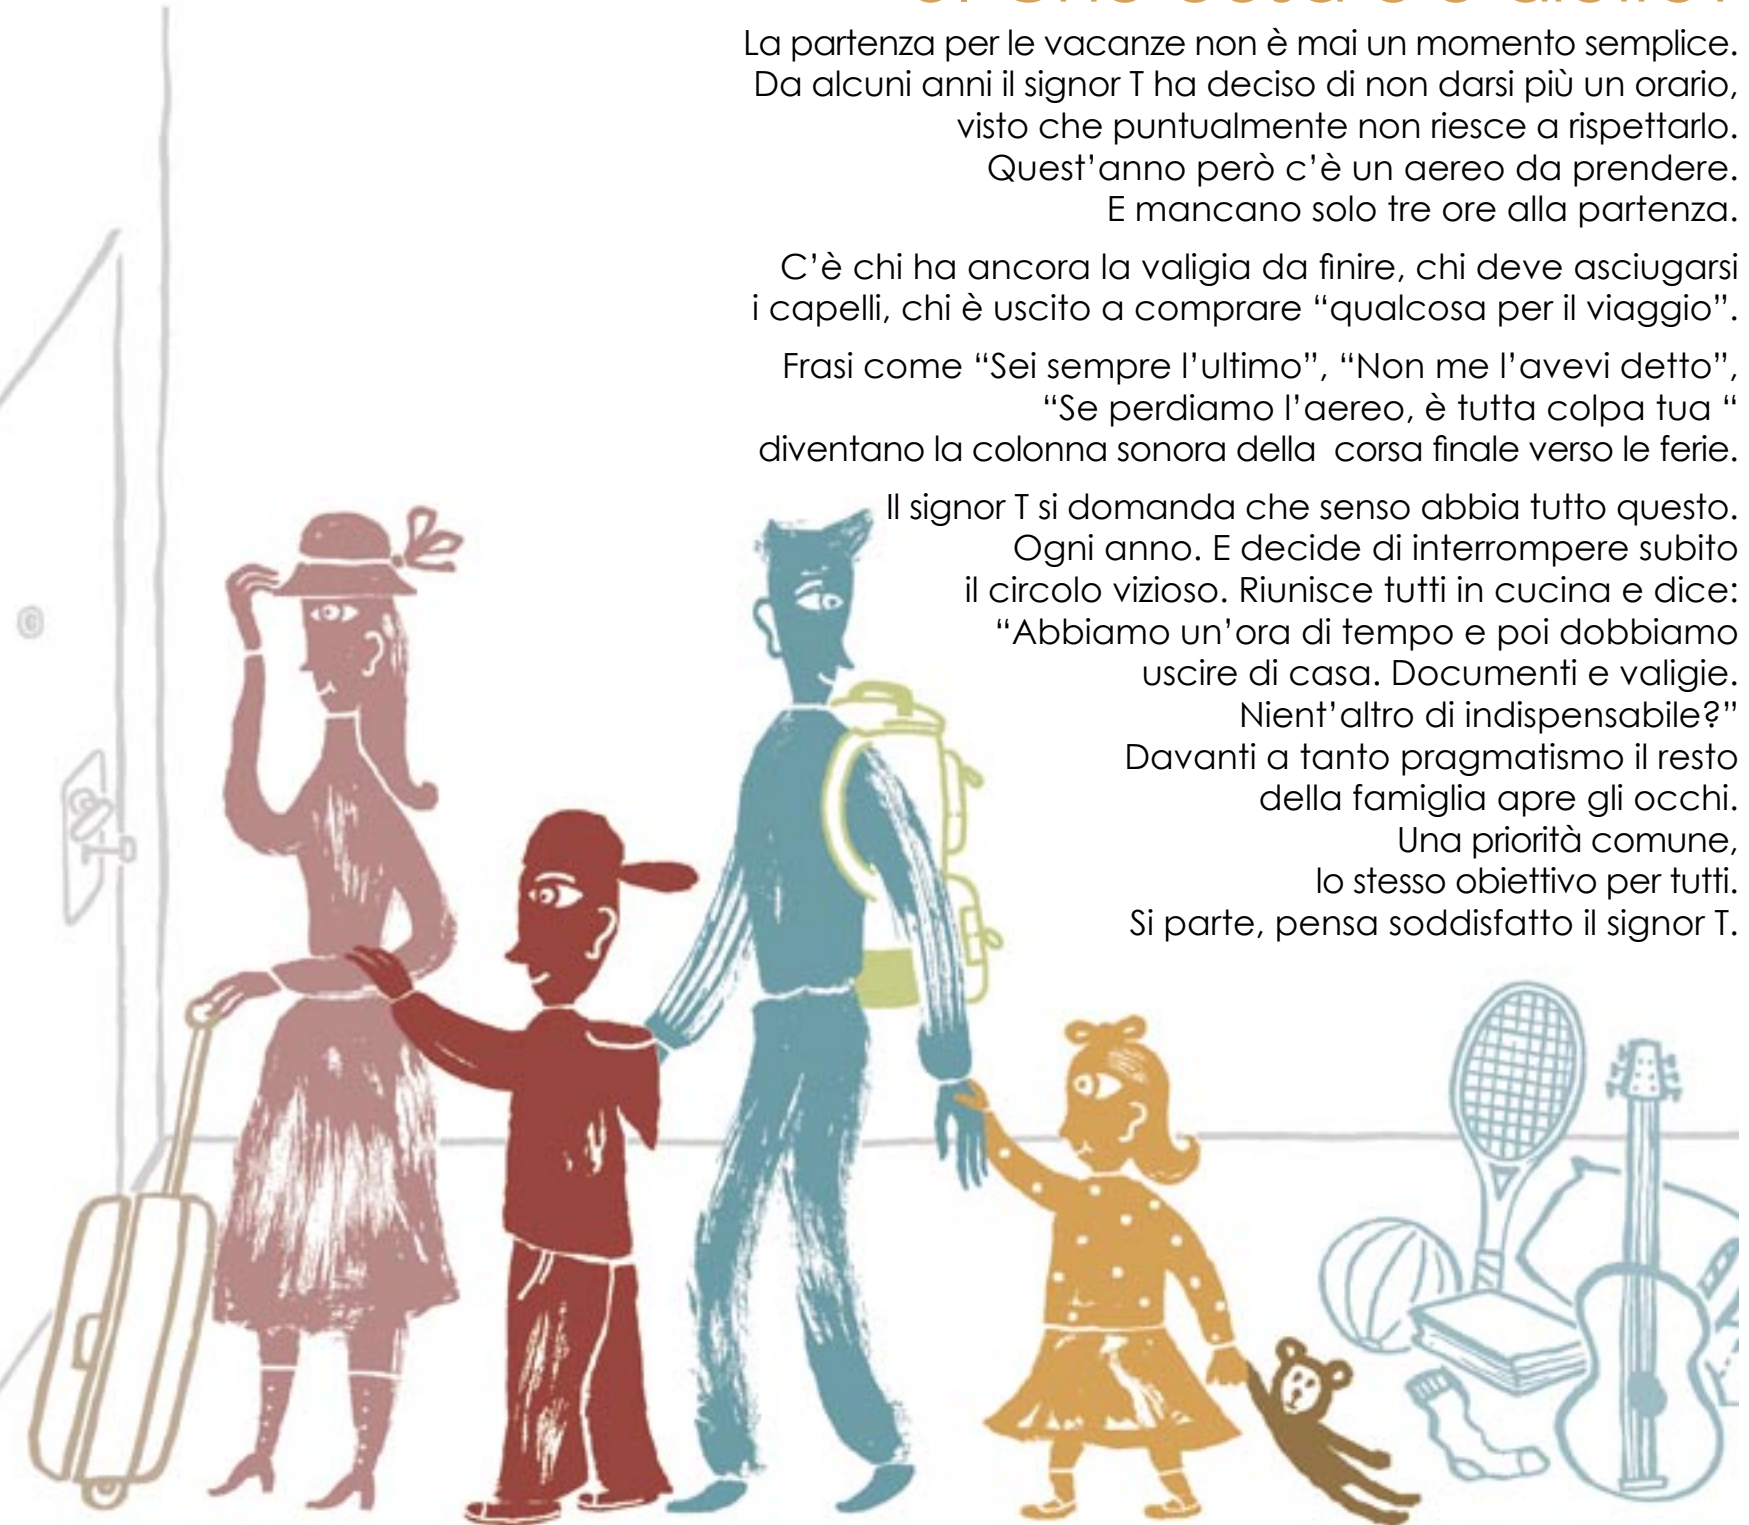 La partenza per le vacanze non è mai un momento semplice.
Da alcuni anni il signor T ha deciso di non darsi più un orario,
visto che puntualmente non riesce a rispettarlo.
Quest’anno però c’è un aereo da prendere.
E mancano solo tre ore alla partenza.
C’è chi ha ancora la valigia da finire, chi deve asciugarsi
i capelli, chi è uscito a comprare “qualcosa per il viaggio”.
Frasi come “Sei sempre l’ultimo”, “Non me l’avevi detto”,
“Se perdiamo l’aereo, è tutta colpa tua “
diventano la colonna sonora della  corsa finale verso le ferie.
Il signor T si domanda che senso abbia tutto questo.
Ogni anno. E decide di interrompere subito
il circolo vizioso. Riunisce tutti in cucina e dice:
“Abbiamo un’ora di tempo e poi dobbiamo
uscire di casa. Documenti e valigie.
Nient’altro di indispensabile?”
Davanti a tanto pragmatismo il resto
della famiglia apre gli occhi.
Una priorità comune,
lo stesso obiettivo per tutti.
Si parte, pensa soddisfatto il signor T.